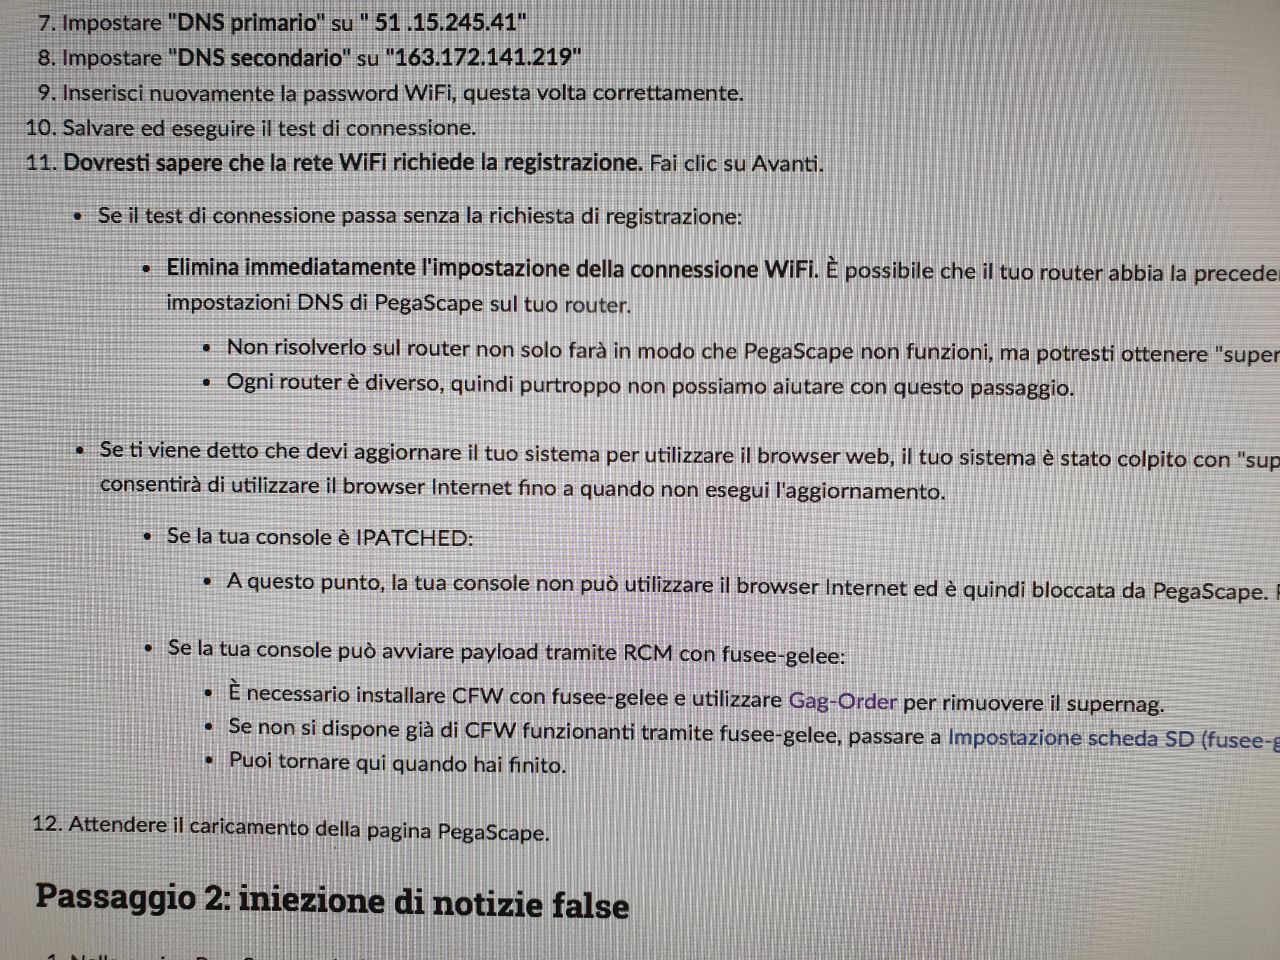 7. Impostare "DNS primario" su " 51 .15.245.41"
8. Impostare "DNS secondario" su "163.172.141.219"
9. Inserisci nuovamente la password WiFi, questa volta correttamente.
10. Salvare ed eseguire il test di connessione.
11. Dovresti sapere che la rete WiFi richiede la registrazione. Fai clic su Avanti.
• Se il test di connessione passa senza la richiesta di registrazione:
• Elimina immediatamente l'impostazione della connessione WiFi. È possibile che il tuo router abbia la
impostazioni DNS di PegaScape sul tuo router.
• Non risolverlo sul router non solo farà in modo che PegaScape non funzioni, ma potresti ottenere
• Ogni router è diverso, quindi purtroppo non possiamo aiutare con questo passaggio.
• Se ti viene detto che devi aggiornare il tuo sistema per utilizzare il browser web, il tuo sistema è stato colpito con
consentirà di utilizzare il browser Internet fino a quando non esegui l'aggiornamento.
• Se la tua console è IPATCHED:
• A questo punto, la tua console non può utilizzare il browser Internet ed è quindi bloccata da PegaScape.
• Se la tua console può avviare payload tramite RCM con fusee-gelee:
• È necessario installare CFW con fusee-gelee e utilizzare Gag-Order per rimuovere il supernag.
• Se non si dispone già di CFW funzionanti tramite fusee-gelee, passare a Impostazione scheda SD
• Puoi tornare qui quando hai finito.
12. Attendere il caricamento della pagina PegaScape.
Passaggio 2: iniezione di notizie false